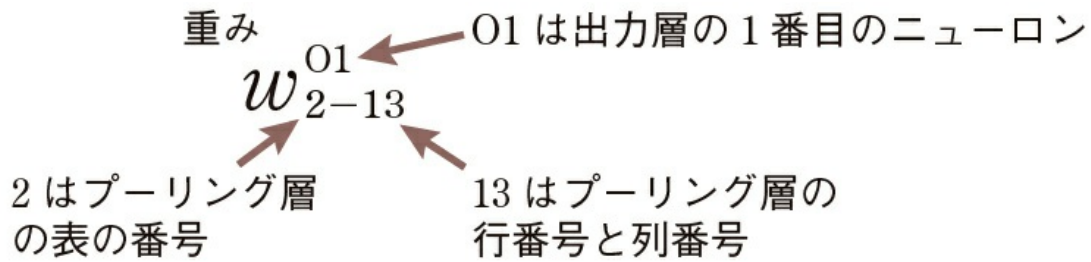 重み
O1 は出力層の 1 番目のニューロン
w^{O1}_{2−13}
2 はプーリング層
の表の番号
13 はプーリング層の
行番号と列番号